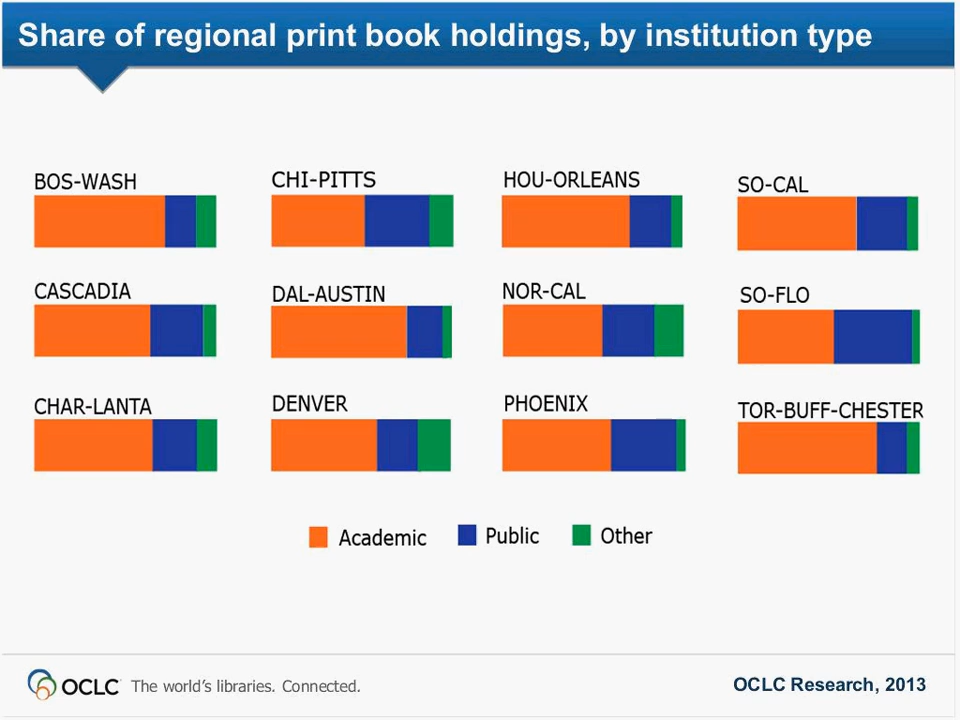 Share of regional print book holdings, by institution type
BOS-WASH
CHI-PITTS
HOU-ORLEANS
SO-CAL
CASCADIA
DAL-AUSTIN
NOR-CAL
SO-FLO
CHAR-LANTA
DENVER
PHOENIX
TOR-BUFF-CHESTER
Academic
Public
Other
OCLC The world's libraries. Connected.
OCLC Research, 2013